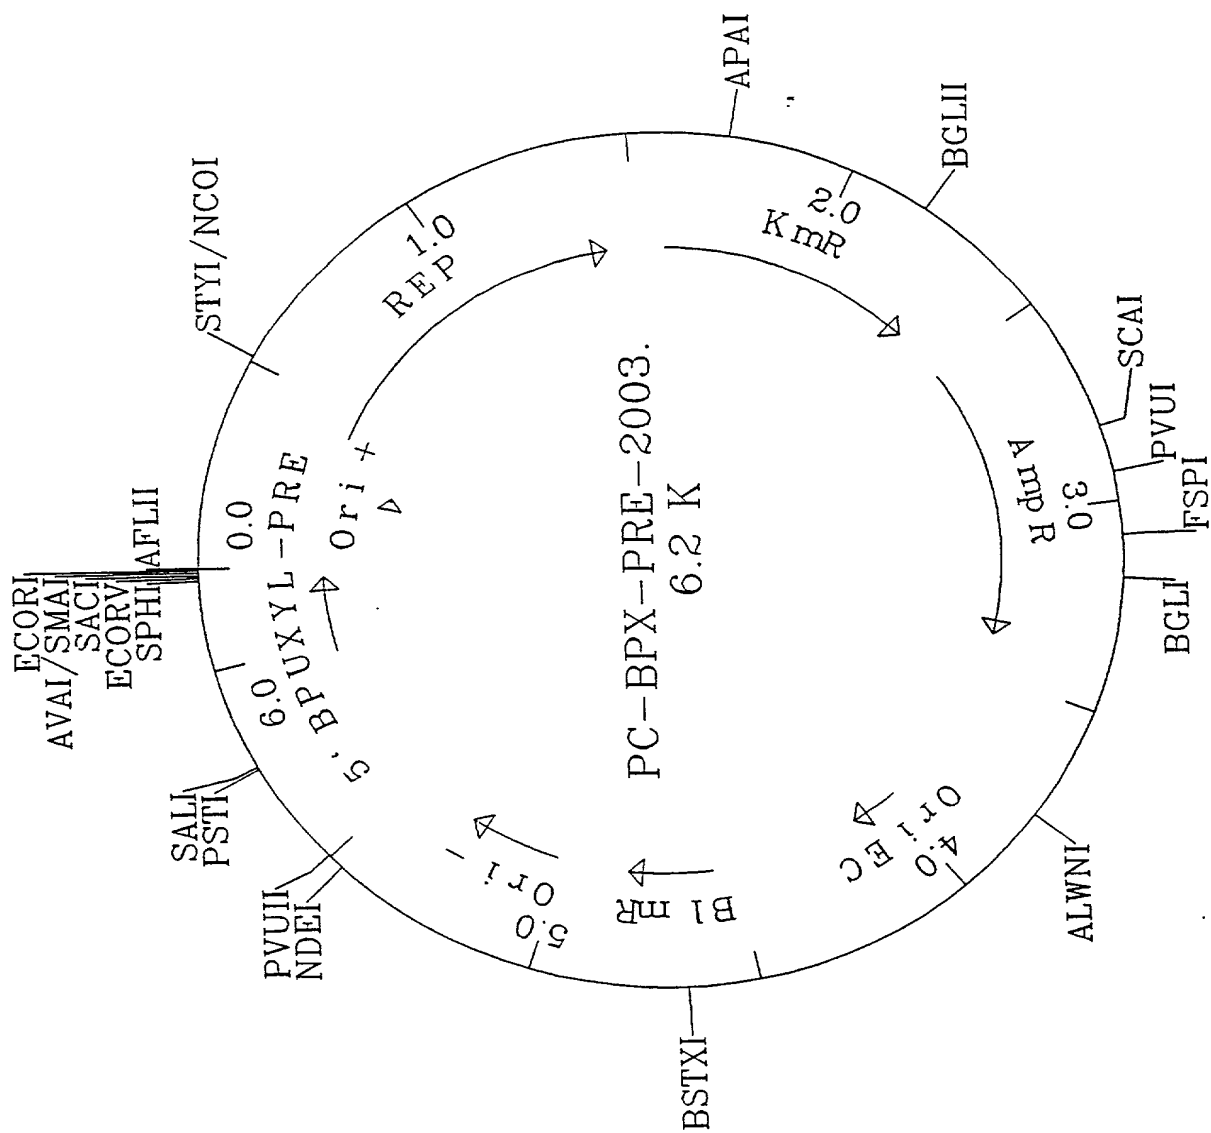 PC-BPX-PRE-2003.
6.2 K
0.0
AFLII
STYI/NCOI
1.0
REP
APAI
2.0
KmR
BGLII
SCAI
PVUI
3.0
AmpR
FSPI
BGLI
ALWNI
4.0
Ori EC
BlmR
BSTXI
5.0
Ori -
NDEI
PVUII
PSTI
SALI
6.0
5' BPUXYL-PRE
Ori +
SPHI
ECORV
SACI
AVAI/SMAI
ECORI